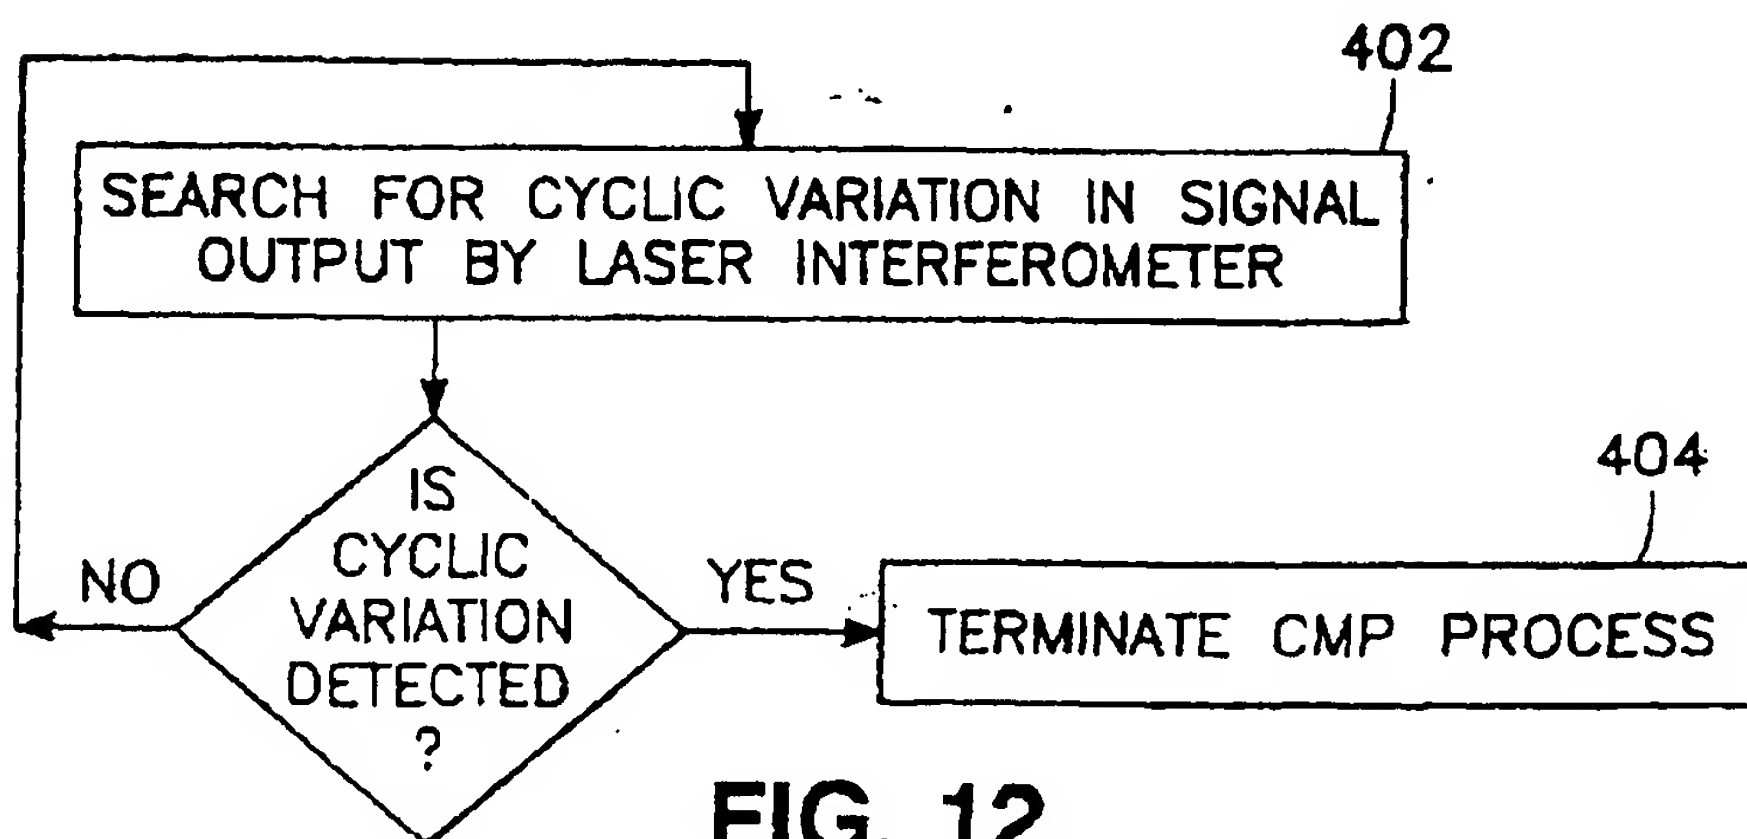 402
SEARCH FOR CYCLIC VARIATION IN SIGNAL
OUTPUT BY LASER INTERFEROMETER
IS
CYCLIC
VARIATION
DETECTED
?
NO
YES
404
TERMINATE CMP PROCESS
FIG. 12